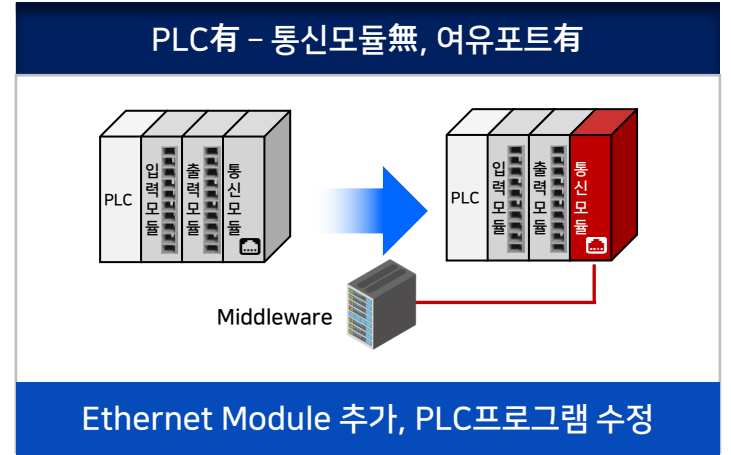 PLC有 – 통신모듈無, 여유포트有
PLC
입력모듈
출력모듈
통신모듈
PLC
입력모듈
출력모듈
통신모듈
Middleware
Ethernet Module 추가, PLC프로그램 수정